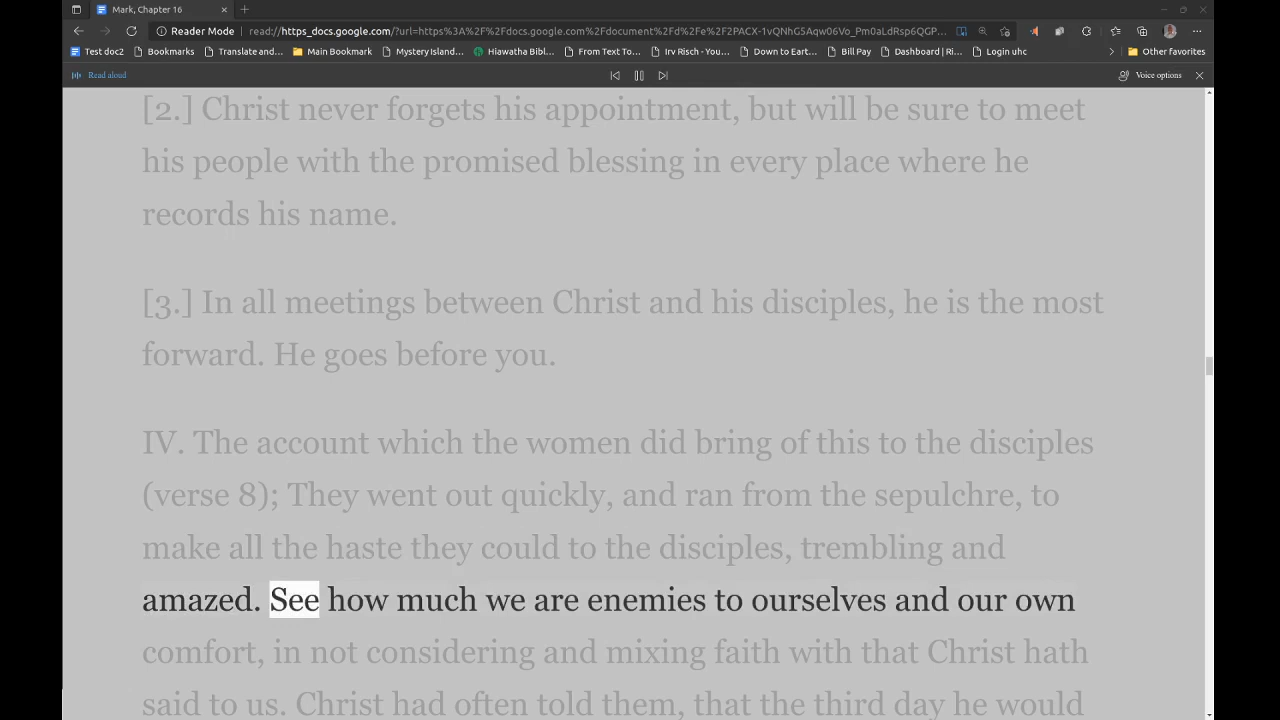 Mark, Chapter 16
Reader Mode
read://https_docs.google.com/?url=https%3A%2F%2Fdocs.google.com%2Fdocument%2Fd%2Fe%2F2PACX-1vQNhG5Aqw06Vo_Pm0aLdRsp6QGP...
Test doc2
Bookmarks
Translate and...
Main Bookmark
Mystery Island...
Hiawatha Bibl...
From Text To...
Irv Risch - You...
Down to Eart...
Bill Pay
Dashboard | Ri...
Login uhc
Other favorites
Read aloud
Voice options
[2.] Christ never forgets his appointment, but will be sure to meet
his people with the promised blessing in every place where he
records his name.
[3.] In all meetings between Christ and his disciples, he is the most
forward. He goes before you.
IV. The account which the women did bring of this to the disciples
(verse 8); They went out quickly, and ran from the sepulchre, to
make all the haste they could to the disciples, trembling and
amazed. See how much we are enemies to ourselves and our own
comfort, in not considering and mixing faith with that Christ hath
said to us. Christ had often told them, that the third day he would